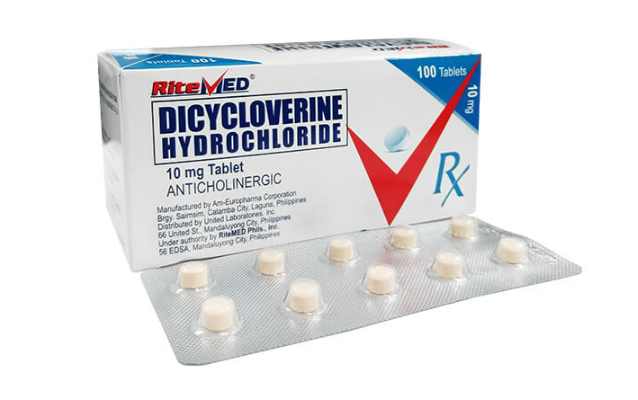 RiteMED®
DICYCLOVERINE
HYDROCHLORIDE
10 mg Tablet
ANTICHOLINERGIC
Manufactured by Am-Europharma Corporation
Brgy. Saimsim, Calamba City, Laguna, Philippines
Distributed by United Laboratories, Inc.
66 United St., Mandaluyong City, Philippines
Under authority by RiteMED Phils., Inc.
56 EDSA, Mandaluyong City, Philippines
100 Tablets
10 mg
Rx
100 Tablets